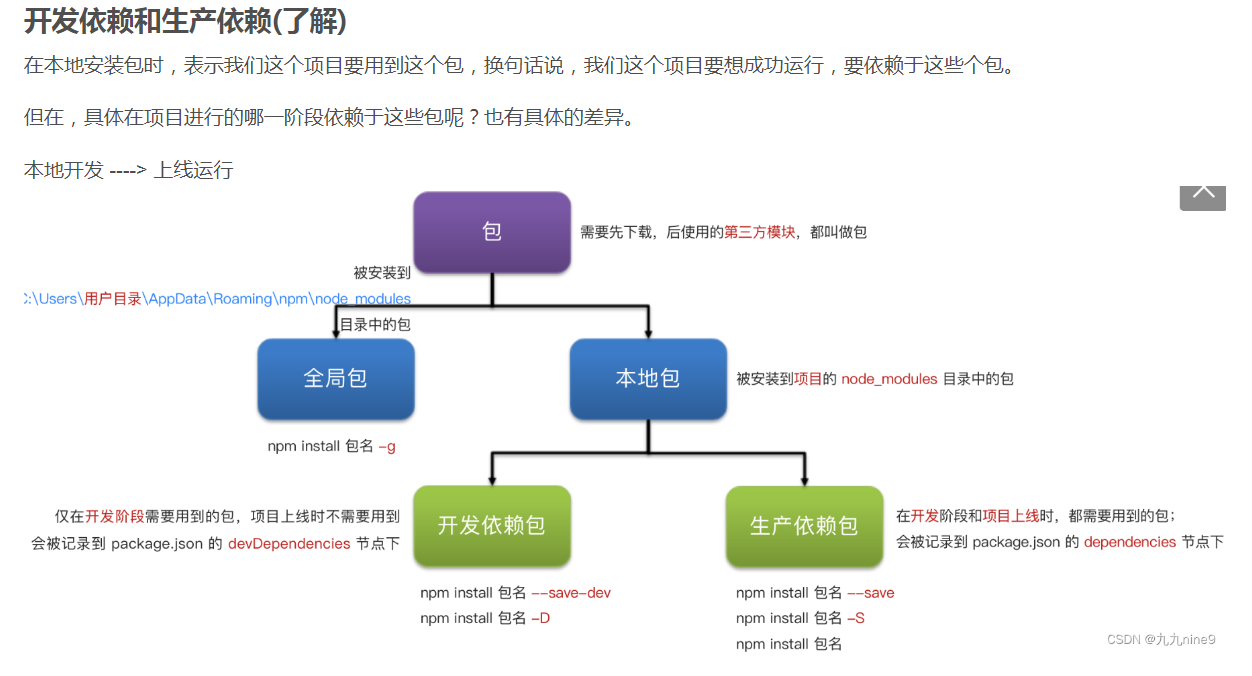 开发依赖和生产依赖(了解)
在本地安装包时，表示我们这个项目要用到这个包，换句话说，我们这个项目要想成功运行，要依赖于这些个包。
但在，具体在项目进行的哪一阶段依赖于这些包呢？也有具体的差异。
本地开发 ----> 上线运行
包
需要先下载，后使用的第三方模块，都叫做包
被安装到
C:\Users\用户目录\AppData\Roaming\npm\node_modules
目录中的包
全局包
本地包
被安装到项目的 node_modules 目录中的包
npm install 包名 -g
仅在开发阶段需要用到的包，项目上线时不需要用到
会被记录到 package.json 的 devDependencies 节点下
开发依赖包
生产依赖包
在开发阶段和项目上线时，都需要用到的包；
会被记录到 package.json 的 dependencies 节点下
npm install 包名 --save-dev
npm install 包名 -D
npm install 包名 --save
npm install 包名 -S
npm install 包名
CSDN @九九nine9